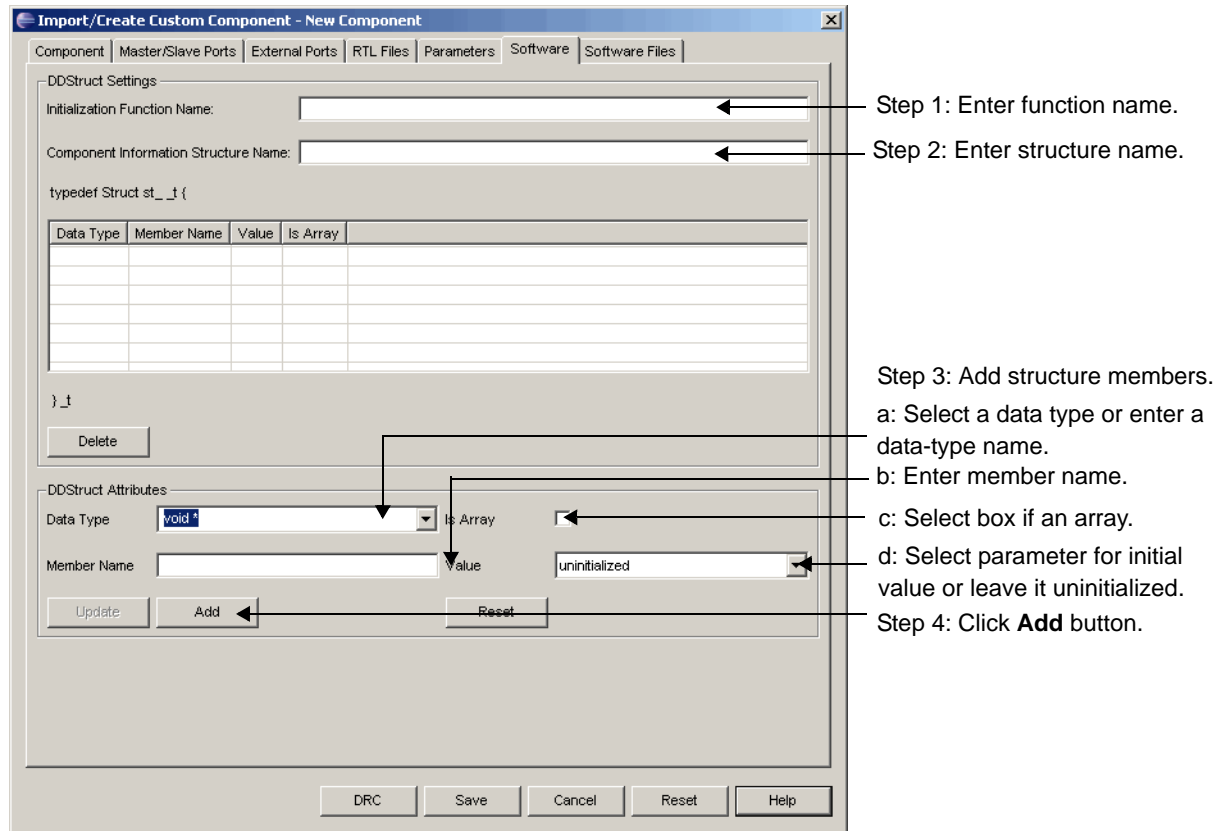 Import/Create Custom Component - New Component
Component Master/Slave Ports External Ports RTL Files Parameters Software Software Files
DDStruct Settings
Initialization Function Name:
Step 1: Enter function name.
Component Information Structure Name:
Step 2: Enter structure name.
typedef Struct st_ _t {
Data Type Member Name Value Is Array
} _t
Delete
Step 3: Add structure members.
a: Select a data type or enter a
data-type name.
b: Enter member name.
DDStruct Attributes
Data Type void * Is Array
c: Select box if an array.
Member Name Value uninitialized
d: Select parameter for initial
value or leave it uninitialized.
Update Add Reset
Step 4: Click Add button.
DRC Save Cancel Reset Help